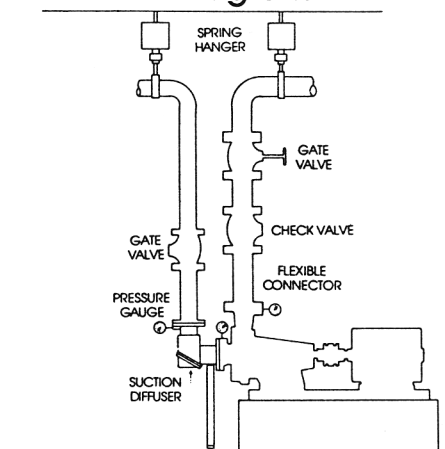 SPRING
HANGER
GATE
VALVE
CHECK VALVE
GATE
VALVE
FLEXIBLE
CONNECTOR
PRESSURE
GAUGE
SUCTION
DIFFUSER